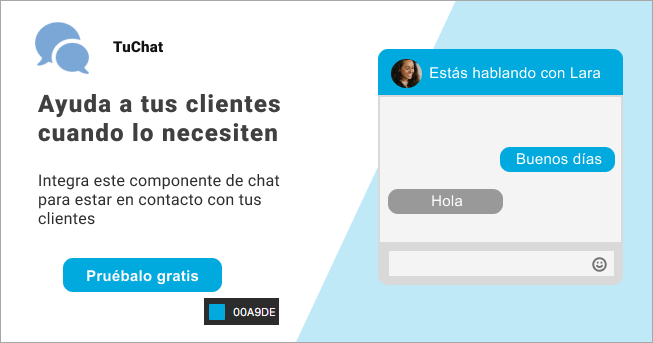 TuChat
Ayuda a tus clientes
cuando lo necesiten
Integra este componente de chat
para estar en contacto con tus
clientes
Pruébalo gratis
00A9DE
Estás hablando con Lara
Buenos días
Hola